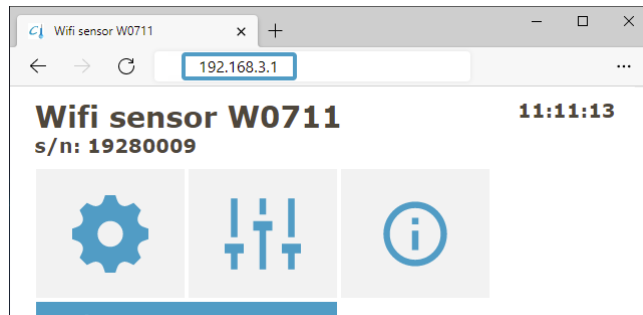 Wifi sensor W0711
192.168.3.1
Wifi sensor W0711
11:11:13
s/n: 19280009